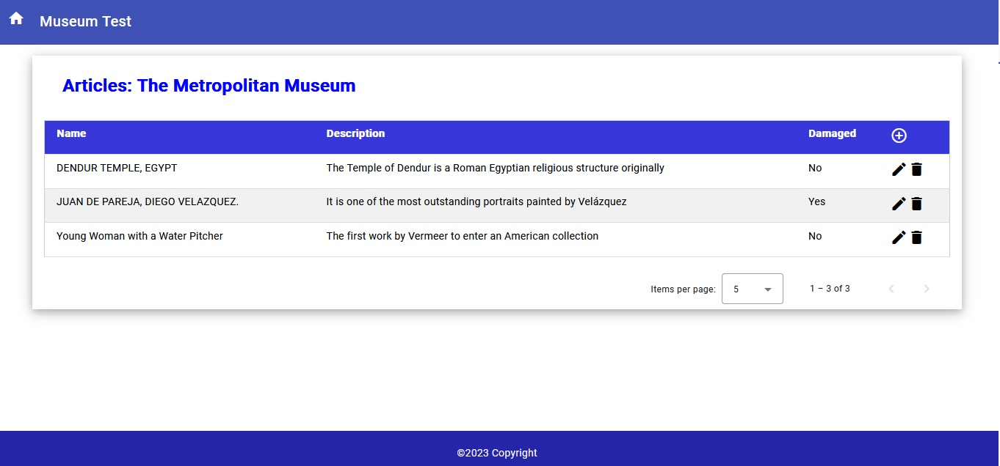 Museum Test
Articles: The Metropolitan Museum
Name Description Damaged
DENDUR TEMPLE, EGYPT The Temple of Dendur is a Roman Egyptian religious structure originally No
JUAN DE PAREJA, DIEGO VELAZQUEZ. It is one of the most outstanding portraits painted by Velázquez Yes
Young Woman with a Water Pitcher The first work by Vermeer to enter an American collection No
Items per page: 5 1 – 3 of 3
©2023 Copyright